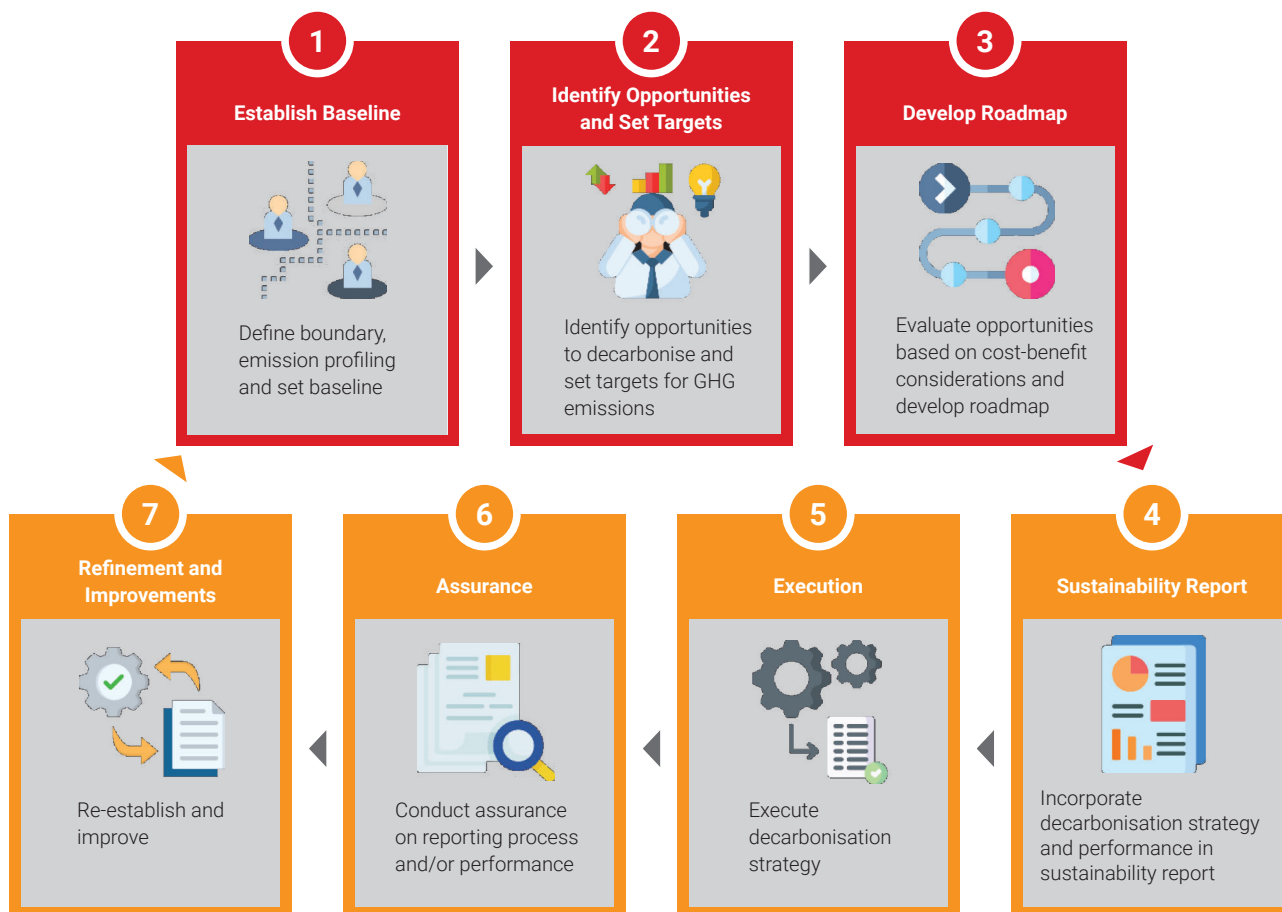 1
Establish Baseline
Define boundary,
emission profiling
and set baseline
2
Identify Opportunities
and Set Targets
Identify opportunities
to decarbonise and
set targets for GHG
emissions
3
Develop Roadmap
Evaluate opportunities
based on cost-benefit
considerations and
develop roadmap
4
Sustainability Report
Incorporate
decarbonisation strategy
and performance in
sustainability report
5
Execution
Execute
decarbonisation
strategy
6
Assurance
Conduct assurance
on reporting process
and/or performance
7
Refinement and
Improvements
Re-establish and
improve